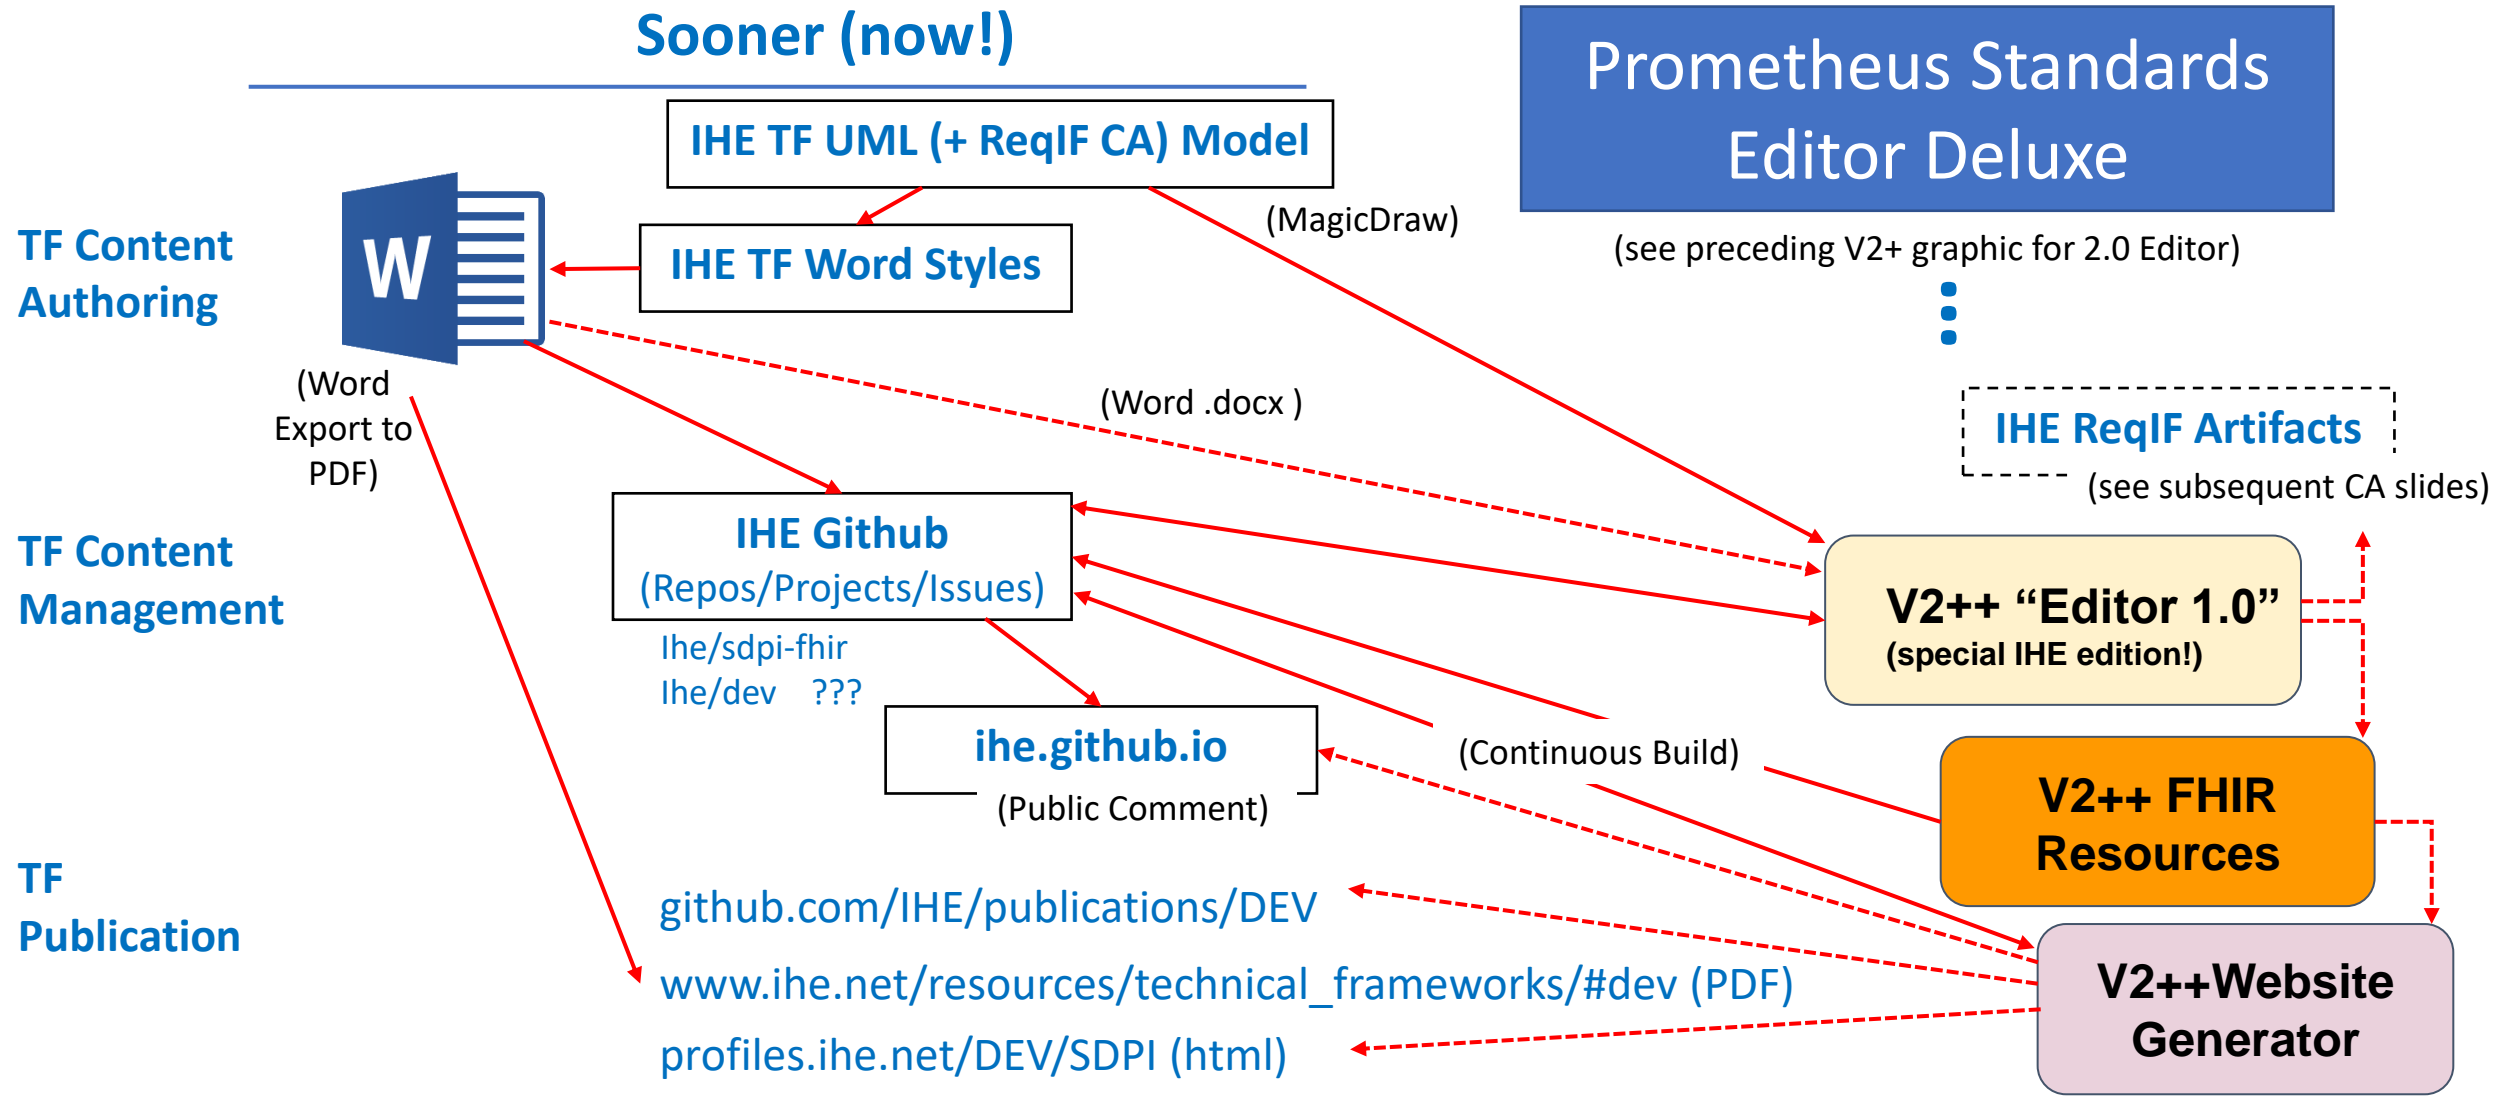 Sooner (now!)
Prometheus Standards
Editor Deluxe
IHE TF UML (+ ReqIF CA) Model
(MagicDraw)
(see preceding V2+ graphic for 2.0 Editor)
TF Content
Authoring
W
IHE TF Word Styles
(Word
Export to
PDF)
(Word .docx )
IHE ReqIF Artifacts
(see subsequent CA slides)
TF Content
Management
IHE Github
(Repos/Projects/Issues)
Ihe/sdpi-fhir
Ihe/dev ???
V2++ “Editor 1.0”
(special IHE edition!)
ihe.github.io
(Public Comment)
(Continuous Build)
V2++ FHIR
Resources
TF
Publication
github.com/IHE/publications/DEV
www.ihe.net/resources/technical_frameworks/#dev (PDF)
profiles.ihe.net/DEV/SDPI (html)
V2++Website
Generator